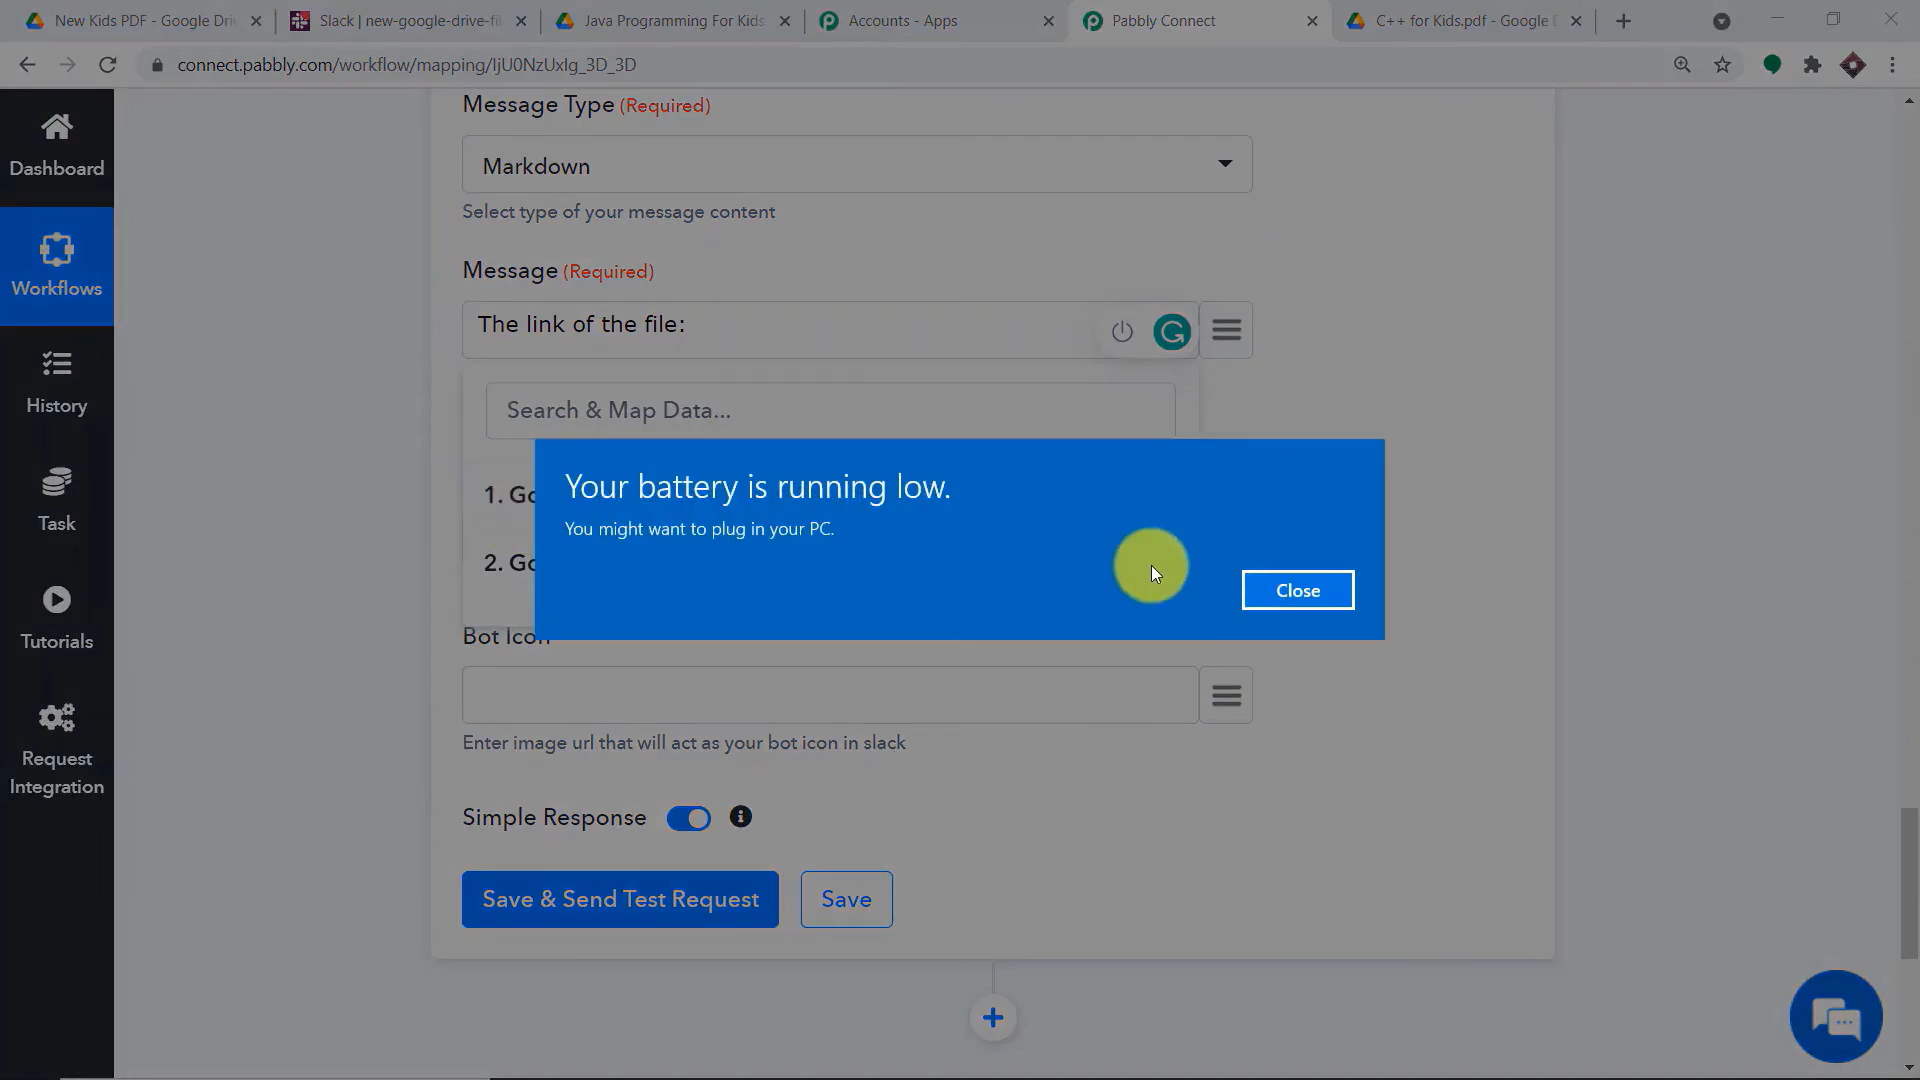 New Kids PDF - Google Driv
Slack | new-google-drive-fil
Java Programming For Kids.
Accounts - Apps
Pabbly Connect
C++ for Kids.pdf - Google D
connect.pabbly.com/workflow/mapping/IjU0NzUxIg_3D_3D
Dashboard
Workflows
History
Task
Tutorials
Request
Integration
Message Type (Required)
Markdown
Select type of your message content
Message (Required)
The link of the file:
Search & Map Data...
1. Go
2. Go
Your battery is running low.
You might want to plug in your PC.
Close
Bot Icon
Enter image url that will act as your bot icon in slack
Simple Response
Save & Send Test Request
Save